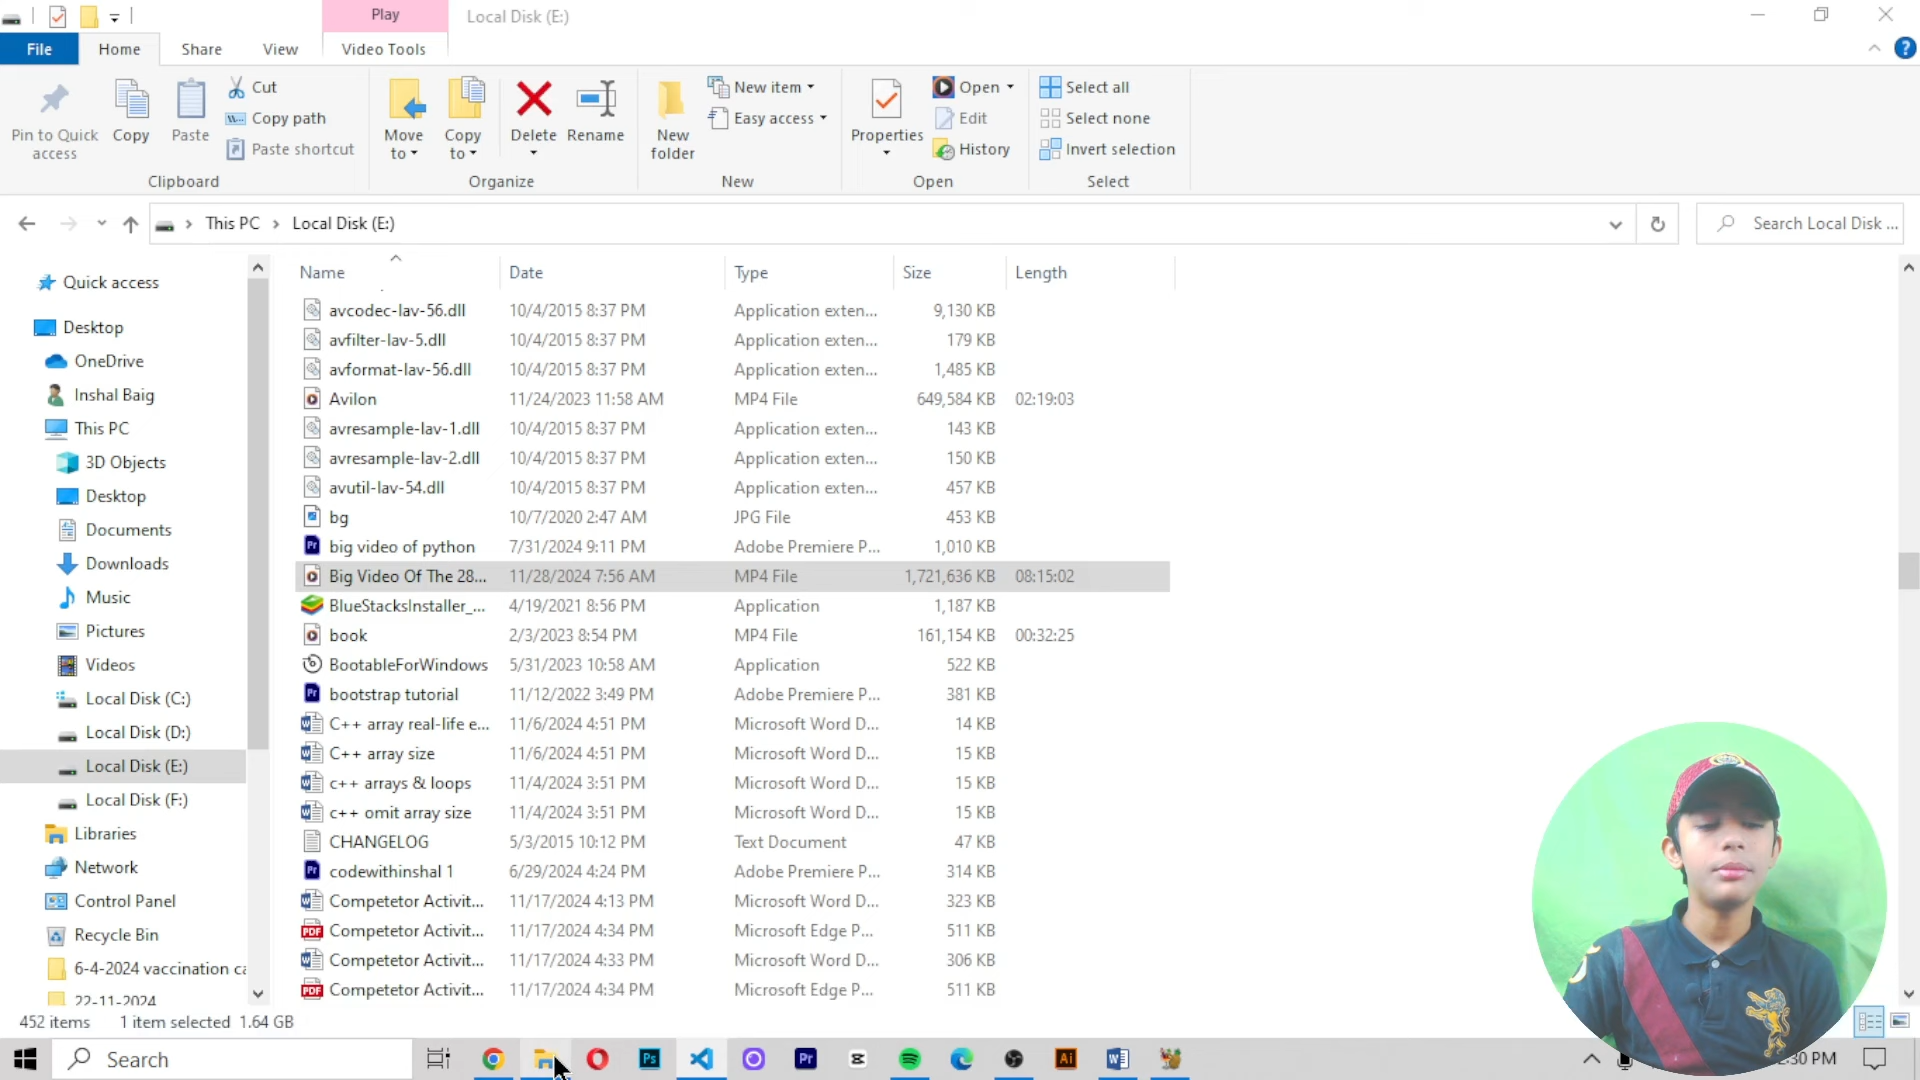 Play
Local Disk (E:)
File
Home
Share
View
Video Tools
Pin to Quick access
Copy
Paste
Cut
Copy path
Paste shortcut
Clipboard
Move to
Copy to
Delete
Rename
Organize
New folder
New item
Easy access
New
Properties
Open
Edit
History
Open
Select all
Select none
Invert selection
Select
This PC
Local Disk (E:)
Search Local Disk ...
Quick access
Desktop
OneDrive
Inshal Baig
This PC
3D Objects
Desktop
Documents
Downloads
Music
Pictures
Videos
Local Disk (C:)
Local Disk (D:)
Local Disk (E:)
Local Disk (F:)
Libraries
Network
Control Panel
Recycle Bin
6-4-2024 vaccination ca
22-11-2024
Name Date Type Size Length
avcodec-lav-56.dll 10/4/2015 8:37 PM Application exten... 9,130 KB
avfilter-lav-5.dll 10/4/2015 8:37 PM Application exten... 179 KB
avformat-lav-56.dll 10/4/2015 8:37 PM Application exten... 1,485 KB
Avilon 11/24/2023 11:58 AM MP4 File 649,584 KB 02:19:03
avresample-lav-1.dll 10/4/2015 8:37 PM Application exten... 143 KB
avresample-lav-2.dll 10/4/2015 8:37 PM Application exten... 150 KB
avutil-lav-54.dll 10/4/2015 8:37 PM Application exten... 457 KB
bg 10/7/2020 2:47 AM JPG File 453 KB
big video of python 7/31/2024 9:11 PM Adobe Premiere P... 1,010 KB
Big Video Of The 28... 11/28/2024 7:56 AM MP4 File 1,721,636 KB 08:15:02
BlueStacksInstaller_... 4/19/2021 8:56 PM Application 1,187 KB
book 2/3/2023 8:54 PM MP4 File 161,154 KB 00:32:25
BootableForWindows 5/31/2023 10:58 AM Application 522 KB
bootstrap tutorial 11/12/2022 3:49 PM Adobe Premiere P... 381 KB
C++ array real-life e... 11/6/2024 4:51 PM Microsoft Word D... 14 KB
C++ array size 11/6/2024 4:51 PM Microsoft Word D... 15 KB
c++ arrays & loops 11/4/2024 3:51 PM Microsoft Word D... 15 KB
c++ omit array size 11/4/2024 3:51 PM Microsoft Word D... 15 KB
CHANGELOG 5/3/2015 10:12 PM Text Document 47 KB
codewithinshal 1 6/29/2024 4:24 PM Adobe Premiere P... 314 KB
Competetor Activit... 11/17/2024 4:13 PM Microsoft Word D... 323 KB
Competetor Activit... 11/17/2024 4:34 PM Microsoft Edge P... 511 KB
Competetor Activit... 11/17/2024 4:33 PM Microsoft Word D... 306 KB
Competetor Activit... 11/17/2024 4:34 PM Microsoft Edge P... 511 KB
452 items 1 item selected 1.64 GB
Search
:30 PM